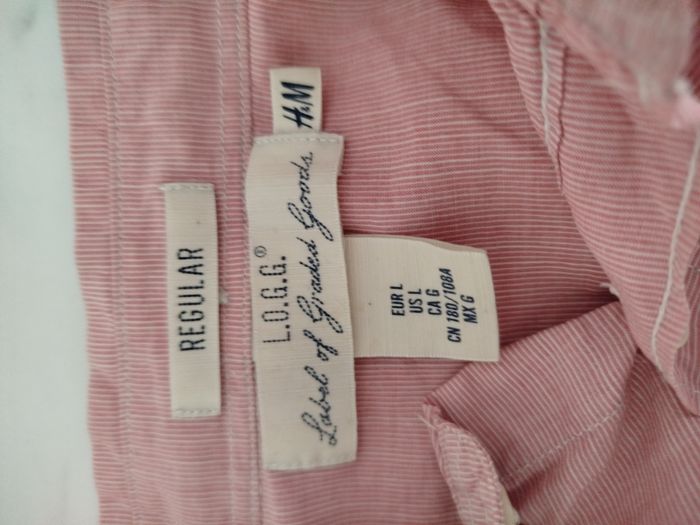 REGULAR
H&M
L.O.G.G.®
Label of Graded Goods
EUR L
US L
CA G
CN 180/108A
MX G